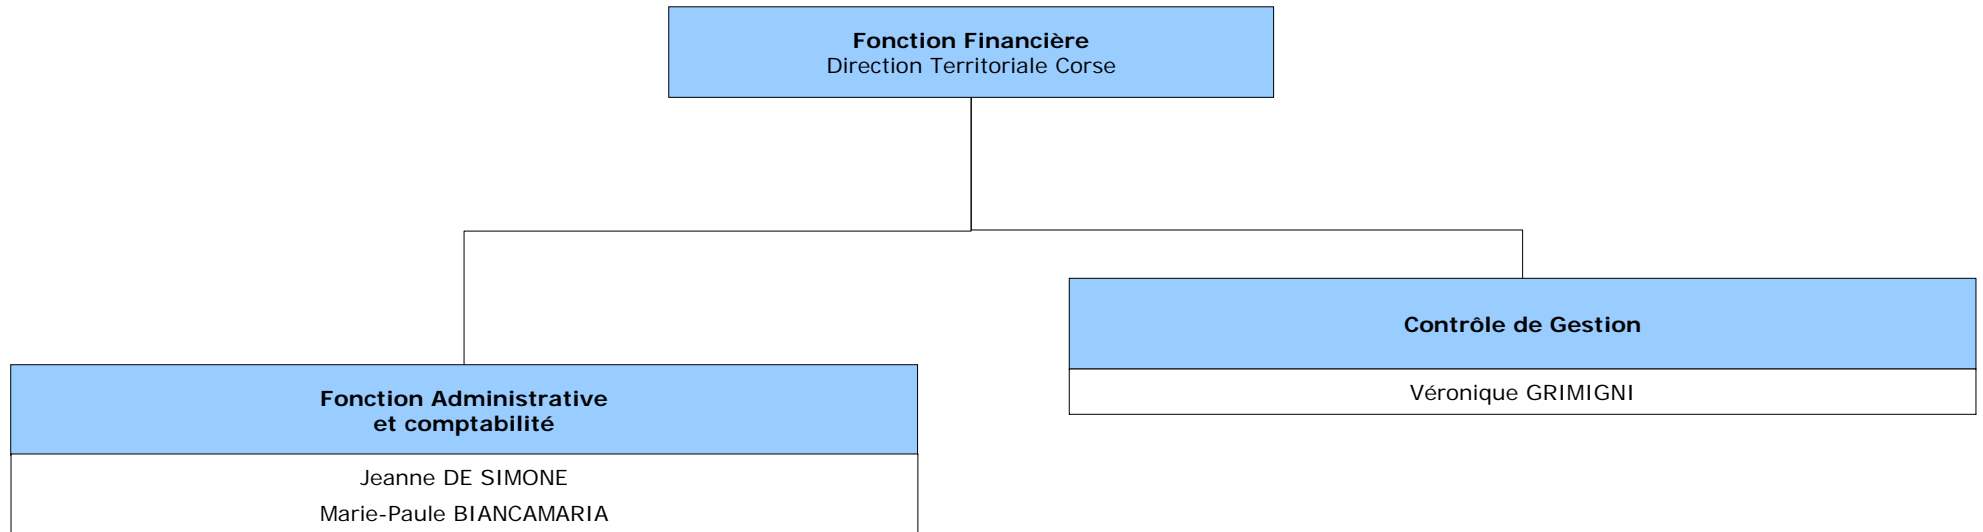 Fonction Financière
Direction Territoriale Corse
Contrôle de Gestion
Véronique GRIMIGNI
Fonction Administrative
et comptabilité
Jeanne DE SIMONE
Marie-Paule BIANCAMARIA